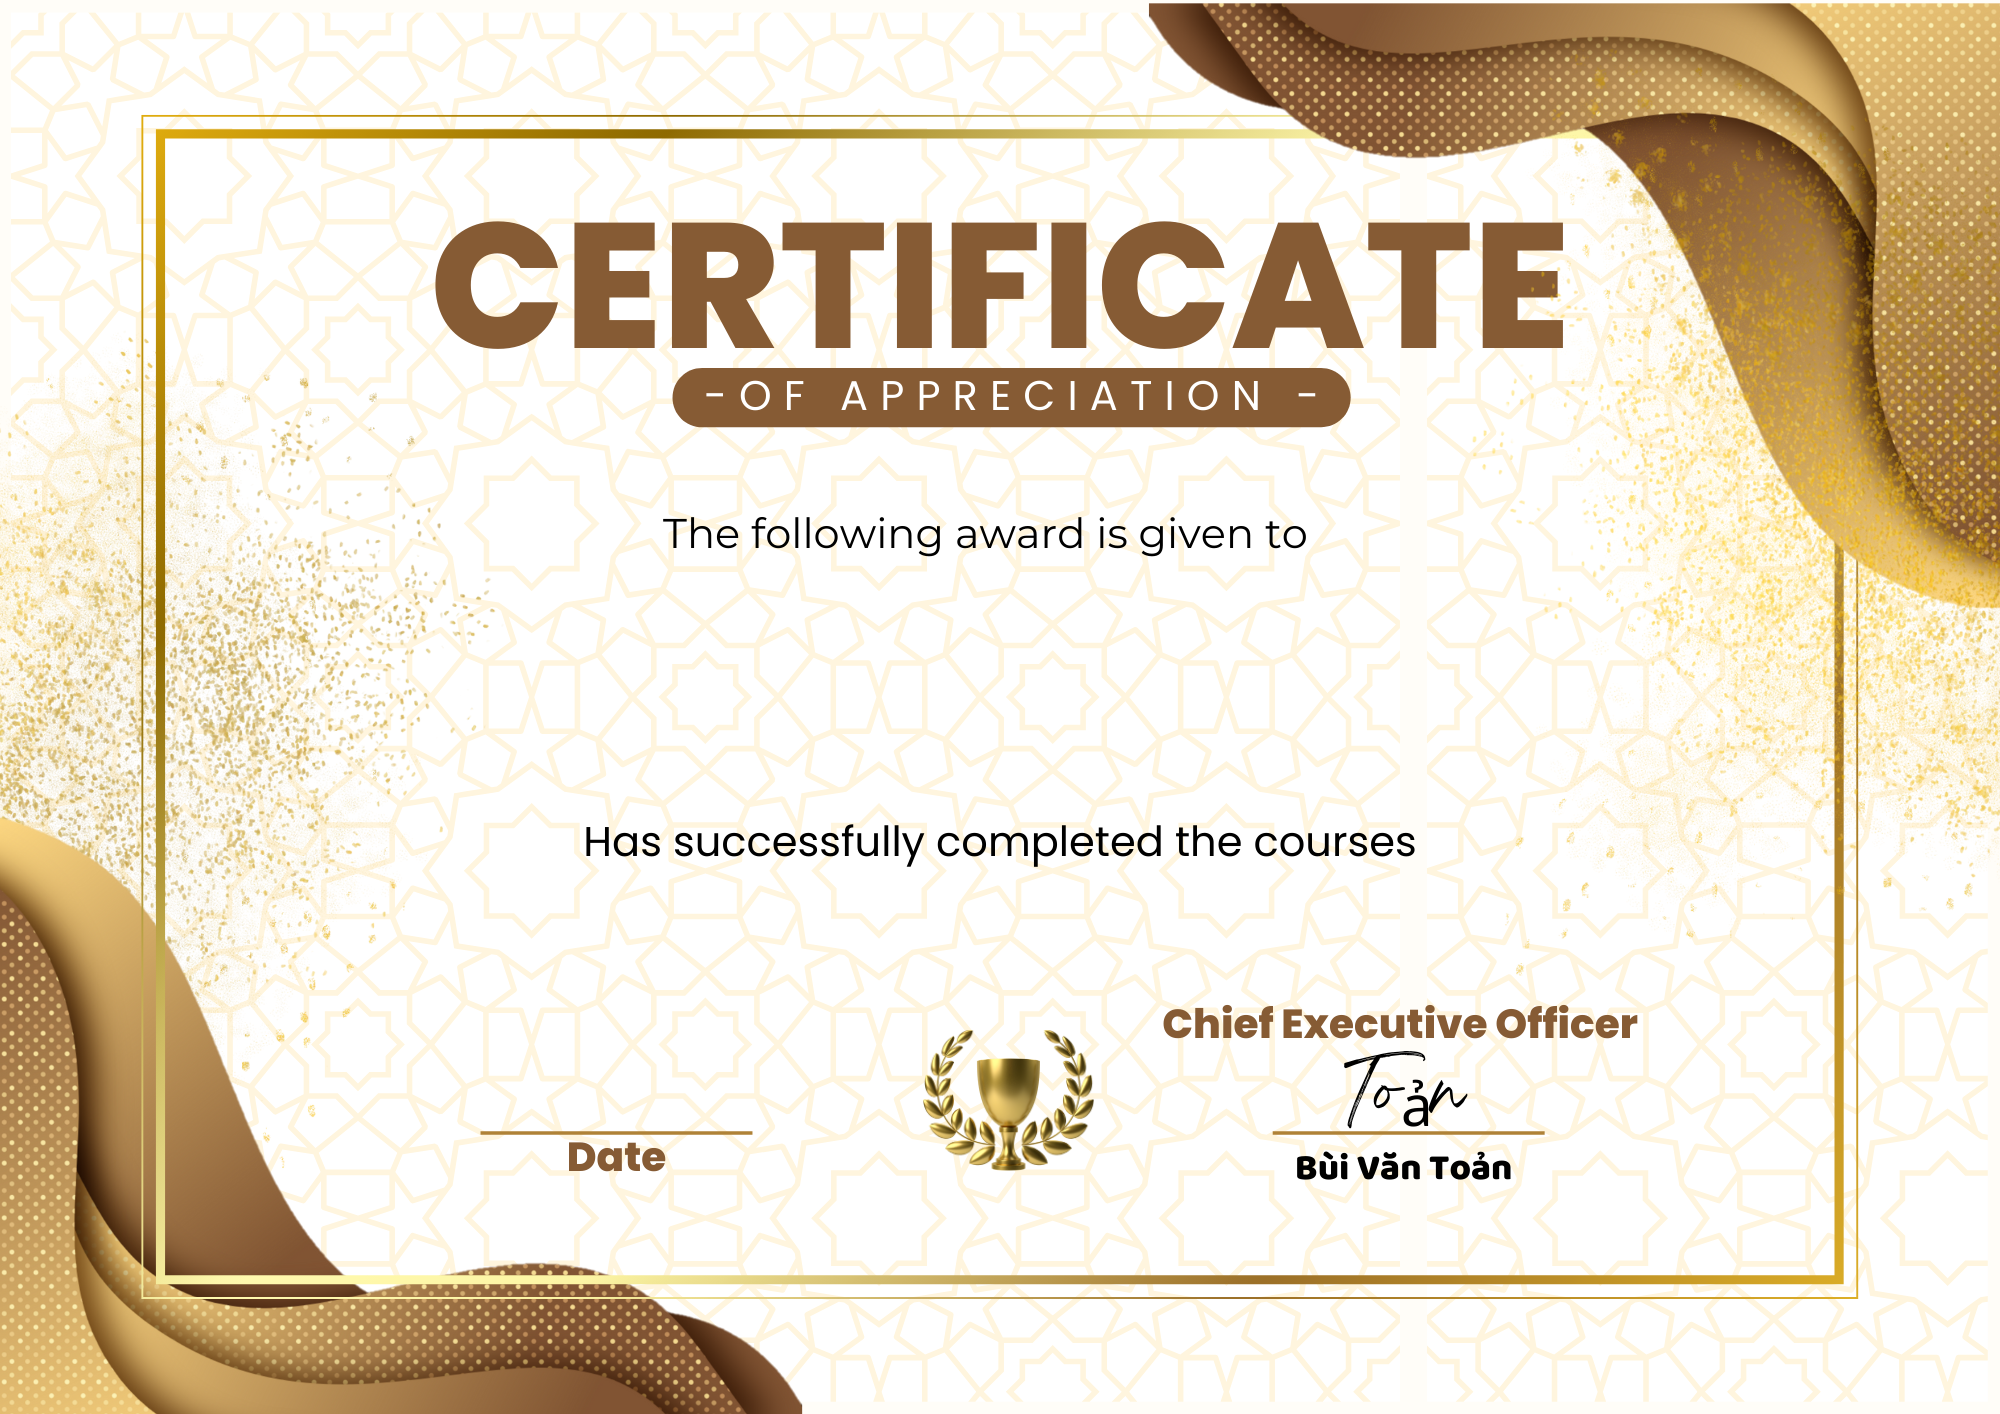 CERTIFICATE
-OF APPRECIATION -
The following award is given to
Has successfully completed the courses
Chief Executive Officer
Toản
Date
Bùi Văn Toản